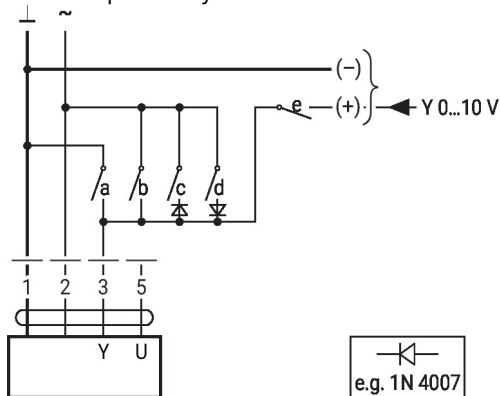 ⊥ ~
(–)
e (+) Y 0...10 V
a b c d
1 2 3 5
Y U
e.g. 1N 4007